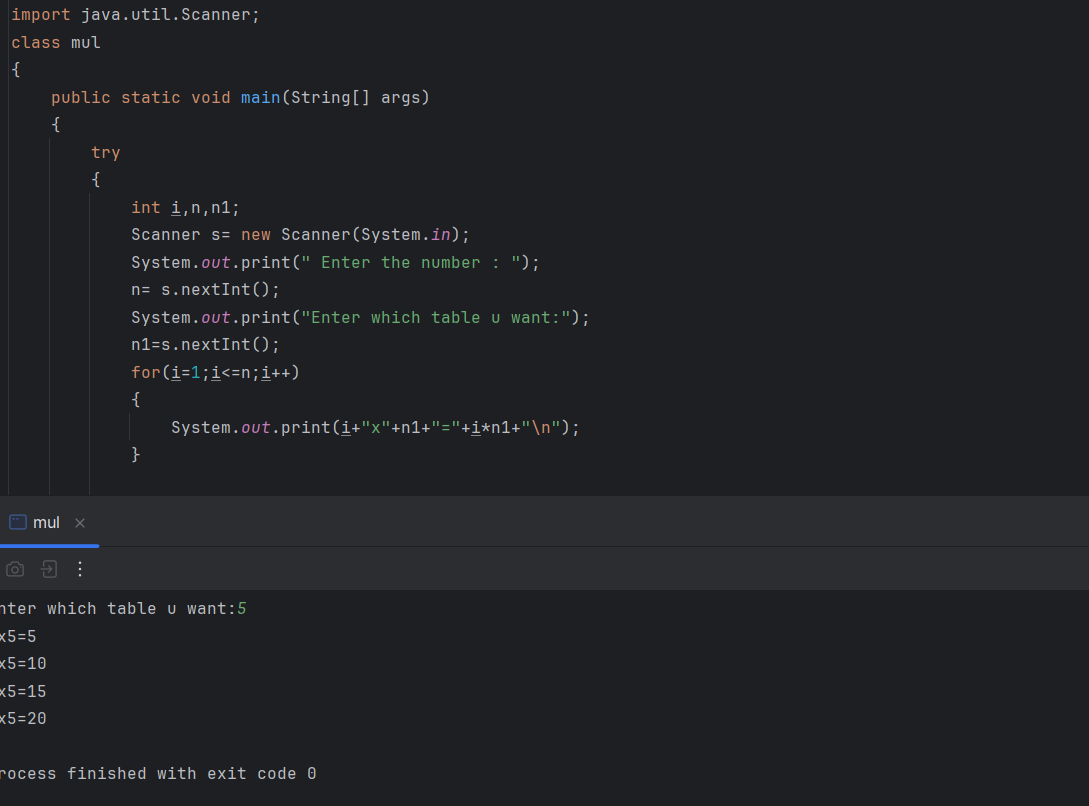 import java.util.Scanner;
class mul
{
    public static void main(String[] args)
    {
        try
        {
            int i,n,n1;
            Scanner s= new Scanner(System.in);
            System.out.print(" Enter the number : ");
            n= s.nextInt();
            System.out.print("Enter which table u want:");
            n1=s.nextInt();
            for(i=1;i<=n;i++)
            {
                System.out.print(i+"x"+n1+"="+i*n1+"\n");
            }
mul
nter which table u want:5
x5=5
x5=10
x5=15
x5=20
rocess finished with exit code 0